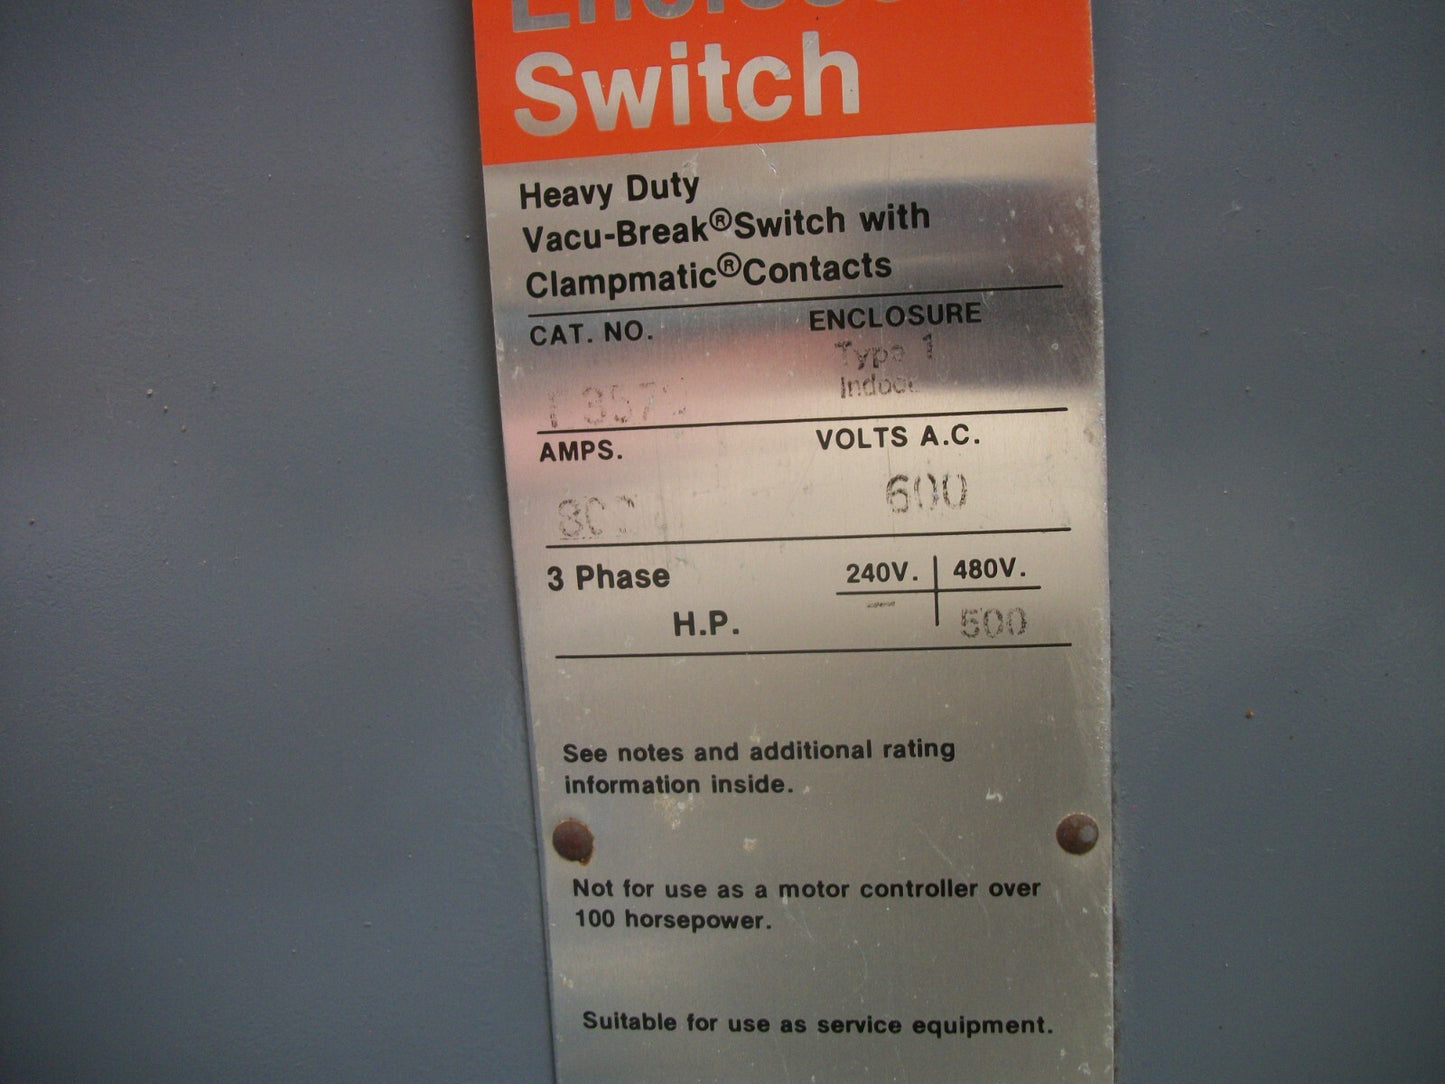 Switch
Heavy Duty
Vacu-Break®Switch with
Clampmatic®Contacts
CAT. NO. ENCLOSURE
Type 1
AMPS. VOLTS A.C.
600
3 Phase 240V. 480V.
H.P. 500
See notes and additional rating
information inside.
Not for use as a motor controller over
100 horsepower.
Suitable for use as service equipment.